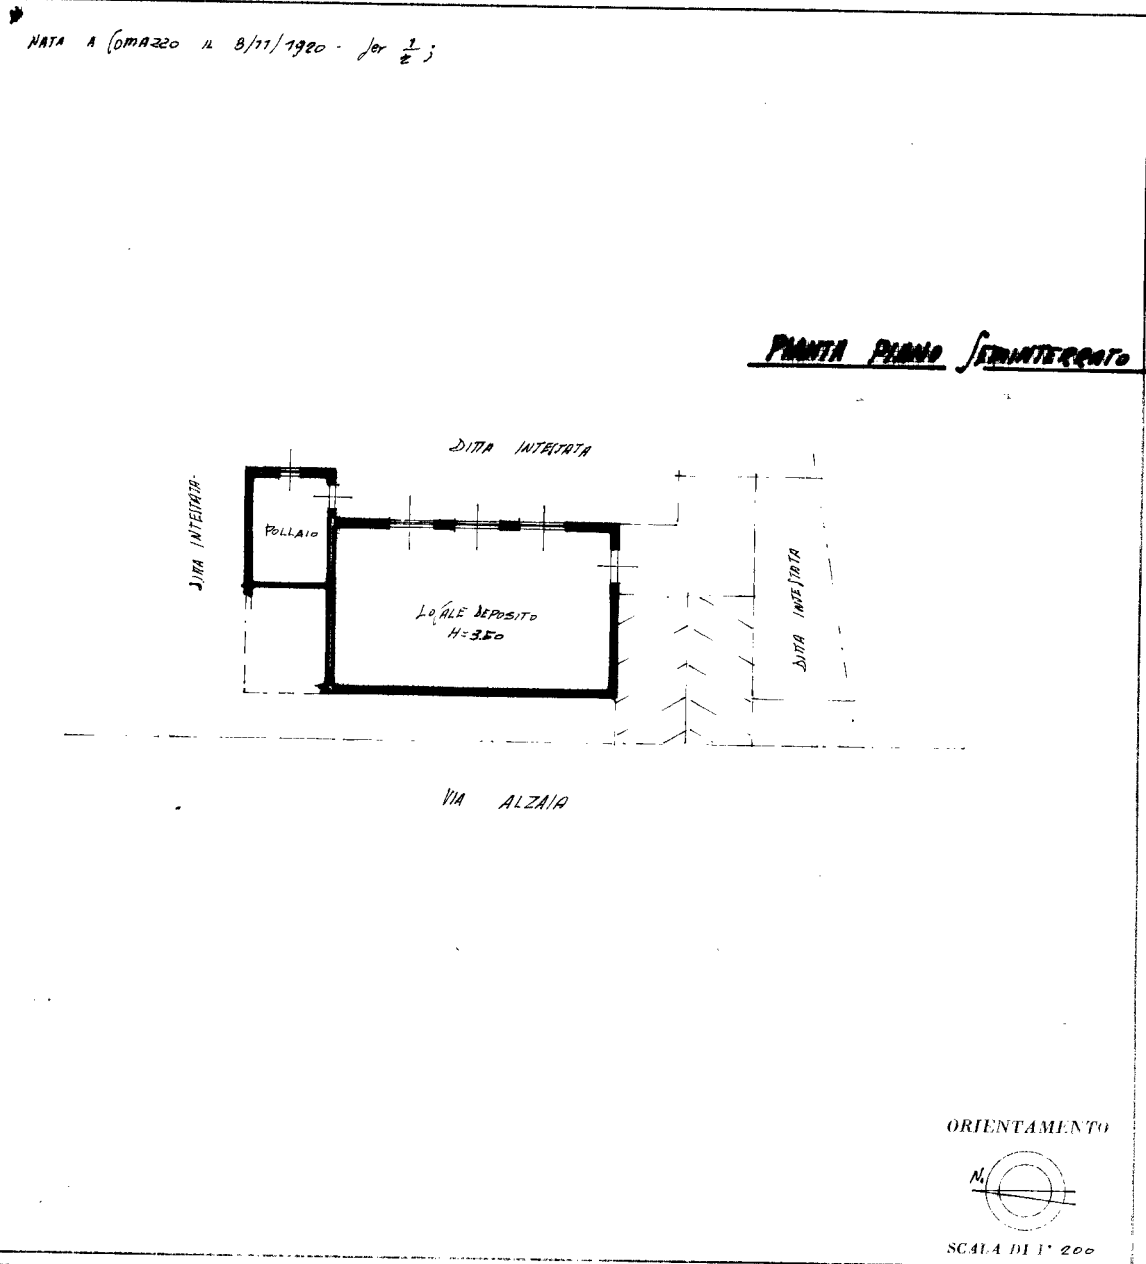 NATA A COMAZZO IL 8/11/1920 - per 1/2 ;
PIANTA PIANO SEMINTERRATO
DITTA INTESTATA
DITTA INTESTATA-
POLLAIO
LOCALE DEPOSITO
H=3.50
DITTA INTESTATA
VIA ALZAIA
ORIENTAMENTO
N.
SCALA DI 1: 200